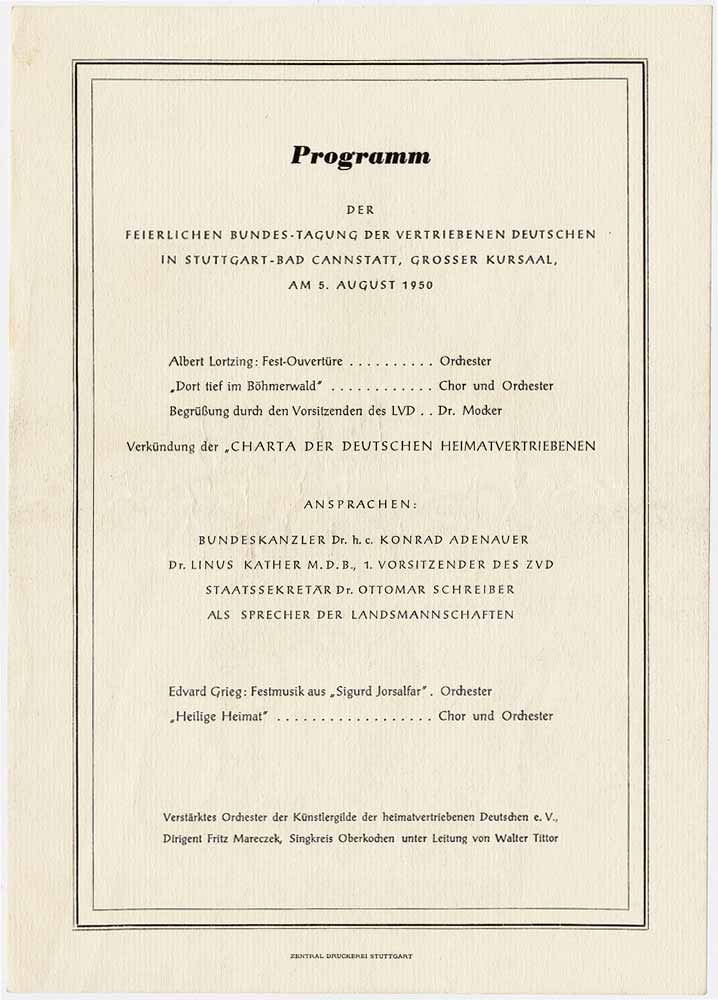 Programm
DER
FEIERLICHEN BUNDES-TAGUNG DER VERTRIEBENEN DEUTSCHEN
IN STUTTGART-BAD CANNSTATT, GROSSER KURSAAL,
AM 5. AUGUST 1950
Albert Lortzing: Fest-Ouvertüre . . . . . . . . . . Orchester
„Dort tief im Böhmerwald" . . . . . . . . . . . . Chor und Orchester
Begrüßung durch den Vorsitzenden des LVD . . Dr. Mocker
Verkündung der „CHARTA DER DEUTSCHEN HEIMATVERTRIEBENEN
ANSPRACHEN:
BUNDESKANZLER Dr. h. c. KONRAD ADENAUER
Dr. LINUS KATHER M.D.B., 1. VORSITZENDER DES ZVD
STAATSSEKRETÄR Dr. OTTOMAR SCHREIBER
ALS SPRECHER DER LANDSMANNSCHAFTEN
Edvard Grieg: Festmusik aus „Sigurd Jorsalfar" . Orchester
„Heilige Heimat" . . . . . . . . . . . . . . . . . . Chor und Orchester
Verstärktes Orchester der Künstlergilde der heimatvertriebenen Deutschen e. V.,
Dirigent Fritz Mareczek, Singkreis Oberkochen unter Leitung von Walter Tittor
ZENTRAL DRUCKEREI STUTTGART